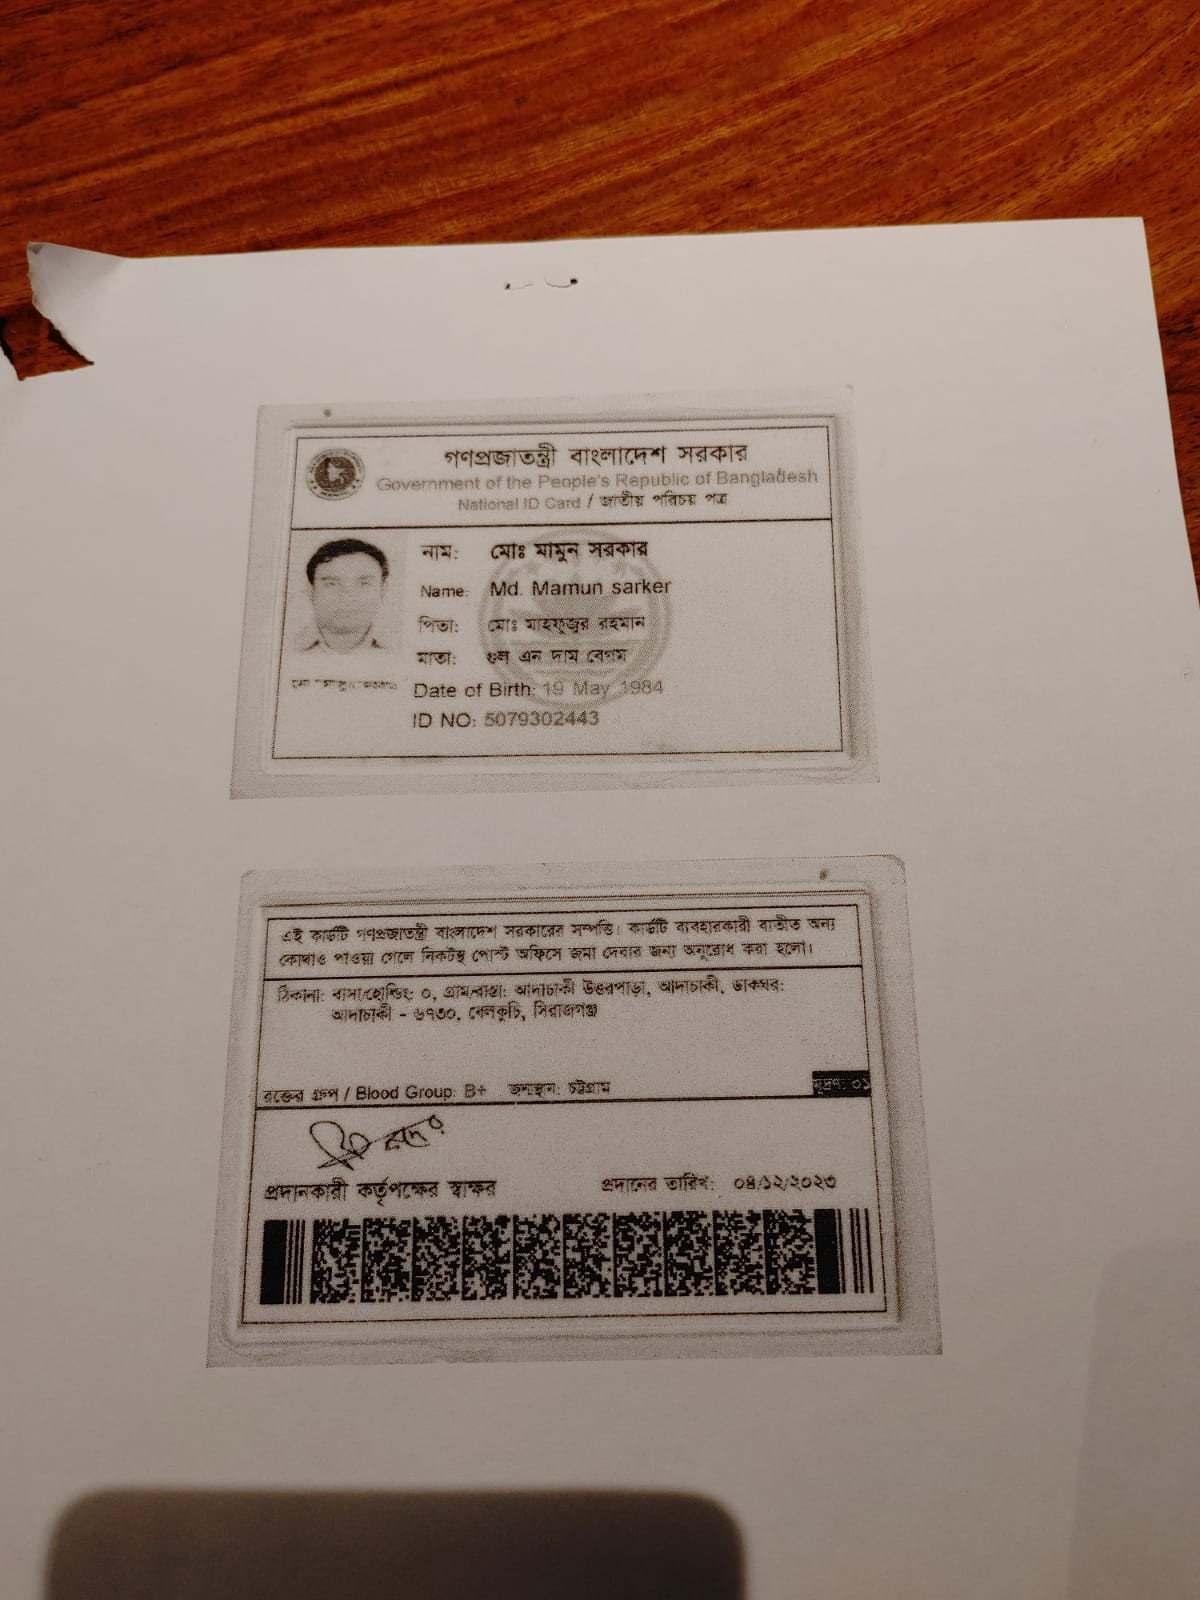 গণপ্রজাতন্ত্রী বাংলাদেশ সরকার
Government of the People's Republic of Bangladesh
National ID Card / জাতীয় পরিচয় পত্র
নাম: মোঃ মামুন সরকার
Name: Md. Mamun sarker
পিতা: মোঃ মাহফুজুর রহমান
মাতা: গুল এন দাম বেগম
Date of Birth: 19 May 1984
ID NO: 5079302443
এই কার্ডটি গণপ্রজাতন্ত্রী বাংলাদেশ সরকারের সম্পত্তি। কার্ডটি ব্যবহারকারী ব্যতীত অন্য
কোথাও পাওয়া গেলে নিকটস্থ পোস্ট অফিসে জমা দেবার জন্য অনুরোধ করা হলো।
ঠিকানা: বাসা/হোল্ডিং: ০, গ্রাম/রাস্তা: আদাচাকী উত্তরপাড়া, আদাচাকী, ডাকঘর:
আদাচাকী - ৬৭৩০, বেলকুচি, সিরাজগঞ্জ
রক্তের গ্রুপ / Blood Group: B+ জন্মস্থান: চট্টগ্রাম মুদ্রণ: ০১
প্রদানকারী কর্তৃপক্ষের স্বাক্ষর প্রদানের তারিখ: ০৪/১২/২০২৩